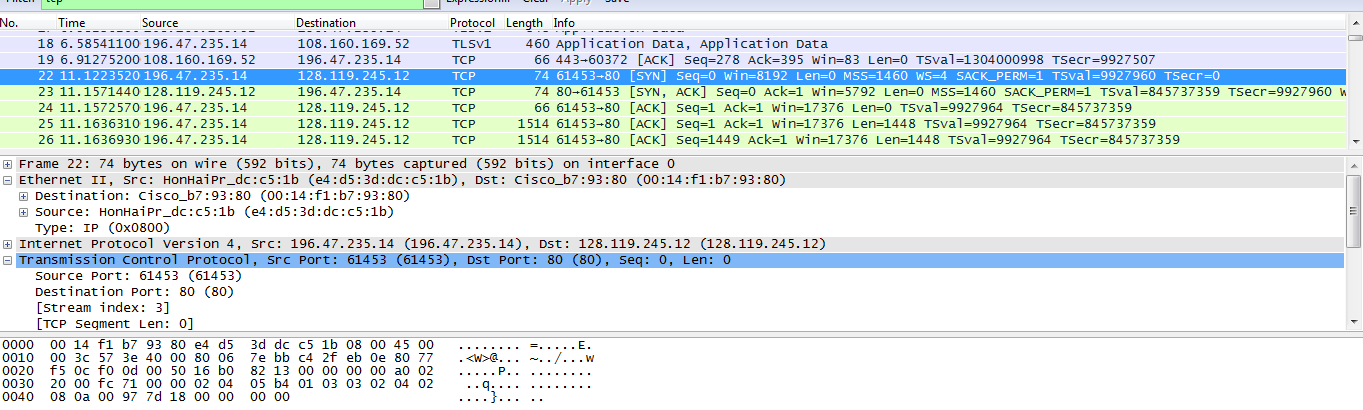 tcp Clear Apply Save
No. Time Source Destination Protocol Length Info
18 6.58541100 196.47.235.14 108.160.169.52 TLSv1 460 Application Data, Application Data
19 6.91275200 108.160.169.52 196.47.235.14 TCP 66 443→60372 [ACK] Seq=278 Ack=395 Win=83 Len=0 TSval=1304000998 TSecr=9927507
22 11.1223520 196.47.235.14 128.119.245.12 TCP 74 61453→80 [SYN] Seq=0 Win=8192 Len=0 MSS=1460 WS=4 SACK_PERM=1 TSval=9927960 TSecr=0
23 11.1571440 128.119.245.12 196.47.235.14 TCP 74 80→61453 [SYN, ACK] Seq=0 Ack=1 Win=5792 Len=0 MSS=1460 SACK_PERM=1 TSval=845737359 TSecr=9927960 W
24 11.1572570 196.47.235.14 128.119.245.12 TCP 66 61453→80 [ACK] Seq=1 Ack=1 Win=17376 Len=0 TSval=9927964 TSecr=845737359
25 11.1636310 196.47.235.14 128.119.245.12 TCP 1514 61453→80 [ACK] Seq=1 Ack=1 Win=17376 Len=1448 TSval=9927964 TSecr=845737359
26 11.1636930 196.47.235.14 128.119.245.12 TCP 1514 61453→80 [ACK] Seq=1449 Ack=1 Win=17376 Len=1448 TSval=9927964 TSecr=845737359
Frame 22: 74 bytes on wire (592 bits), 74 bytes captured (592 bits) on interface 0
Ethernet II, Src: HonHaiPr_dc:c5:1b (e4:d5:3d:dc:c5:1b), Dst: Cisco_b7:93:80 (00:14:f1:b7:93:80)
Destination: Cisco_b7:93:80 (00:14:f1:b7:93:80)
Source: HonHaiPr_dc:c5:1b (e4:d5:3d:dc:c5:1b)
Type: IP (0x0800)
Internet Protocol Version 4, Src: 196.47.235.14 (196.47.235.14), Dst: 128.119.245.12 (128.119.245.12)
Transmission Control Protocol, Src Port: 61453 (61453), Dst Port: 80 (80), Seq: 0, Len: 0
Source Port: 61453 (61453)
Destination Port: 80 (80)
[Stream index: 3]
[TCP Segment Len: 0]
0000 00 14 f1 b7 93 80 e4 d5 3d dc c5 1b 08 00 45 00 ........ =.....E.
0010 00 3c 57 3e 40 00 80 06 7e bb c4 2f eb 0e 80 77 .<W>@... ~../...w
0020 f5 0c f0 0d 00 50 16 b0 82 13 00 00 00 00 a0 02 .....P.. ........
0030 20 00 fc 71 00 00 02 04 05 b4 01 03 03 02 04 02 ..q.... ........
0040 08 0a 00 97 7d 18 00 00 00 00 ....}... ..